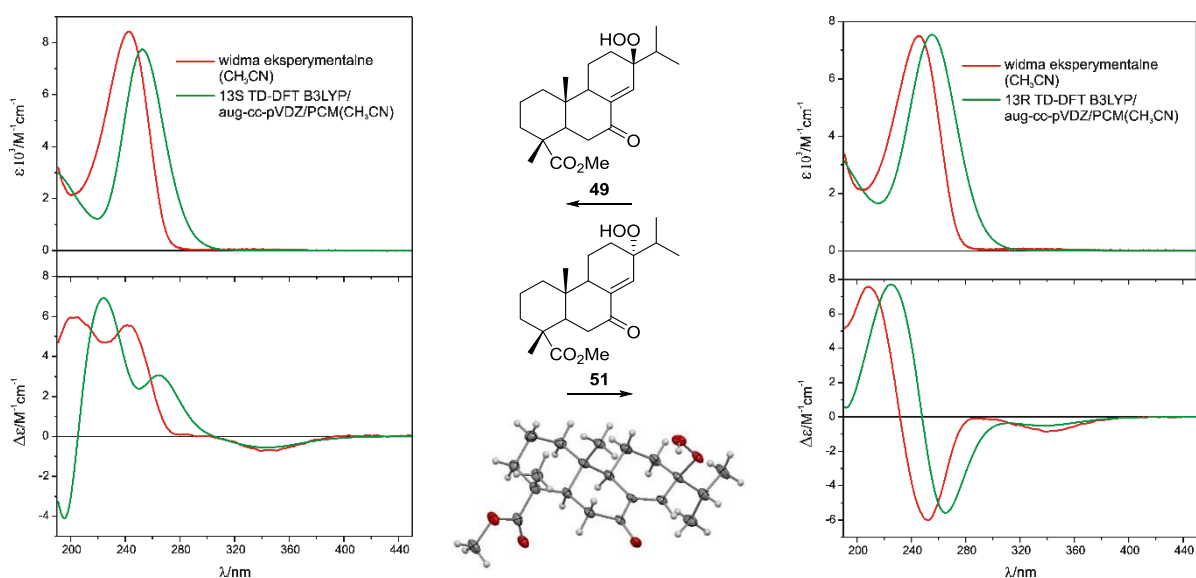 8
6
4
2
0
ε·10³/M⁻¹cm⁻¹
widma eksperymentalne
(CH₃CN)
13S TD-DFT B3LYP/
aug-cc-pVDZ/PCM(CH₃CN)
8
6
4
2
0
-2
-4
Δε/M⁻¹cm⁻¹
200 240 280 320 360 400 440
λ/nm
HOO
O
CO₂Me
49
HOO
O
CO₂Me
51
8
6
4
2
0
ε·10³/M⁻¹cm⁻¹
widma eksperymentalne
(CH₃CN)
13R TD-DFT B3LYP/
aug-cc-pVDZ/PCM(CH₃CN)
6
4
2
0
-2
-4
-6
Δε/M⁻¹cm⁻¹
200 240 280 320 360 400 440
λ/nm